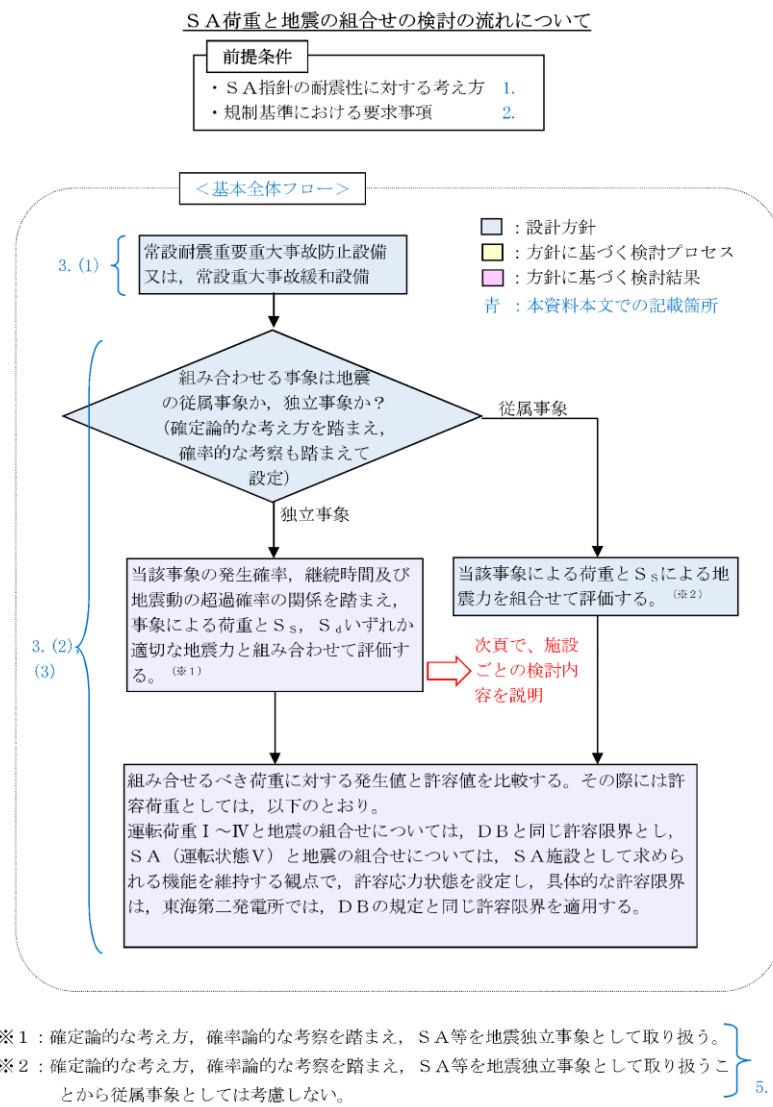 ＳＡ荷重と地震の組合せの検討の流れについて
前提条件
・ＳＡ指針の耐震性に対する考え方 1.
・規制基準における要求事項 2.
＜基本全体フロー＞
：設計方針
：方針に基づく検討プロセス
：方針に基づく検討結果
青 ：本資料本文での記載箇所
3. (1)
常設耐震重要重大事故防止設備
又は，常設重大事故緩和設備
組み合わせる事象は地震
の従属事象か，独立事象か？
（確定論的な考え方を踏まえ，
確率的な考察も踏まえて
設定）
従属事象
独立事象
3. (2),
(3)
当該事象の発生確率，継続時間及び
地震動の超過確率の関係を踏まえ，
事象による荷重とＳｓ，Ｓｄいずれか
適切な地震力と組み合わせて評価す
る。（※１）
当該事象による荷重とＳｓによる地
震力を組合せて評価する。（※２）
次頁で、施設
ごとの検討内
容を説明
組み合せるべき荷重に対する発生値と許容値を比較する。その際には許
容荷重としては，以下のとおり。
運転荷重Ⅰ～Ⅳと地震の組合せについては，ＤＢと同じ許容限界とし，
ＳＡ（運転状態Ⅴ）と地震の組合せについては，ＳＡ施設として求めら
れる機能を維持する観点で，許容応力状態を設定し，具体的な許容限界
は，東海第二発電所では，ＤＢの規定と同じ許容限界を適用する。
※１：確定論的な考え方，確率論的な考察を踏まえ，ＳＡ等を地震独立事象として取り扱う。
※２：確定論的な考え方，確率論的な考察を踏まえ，ＳＡ等を地震独立事象として取り扱うこ
とから従属事象としては考慮しない。
5.